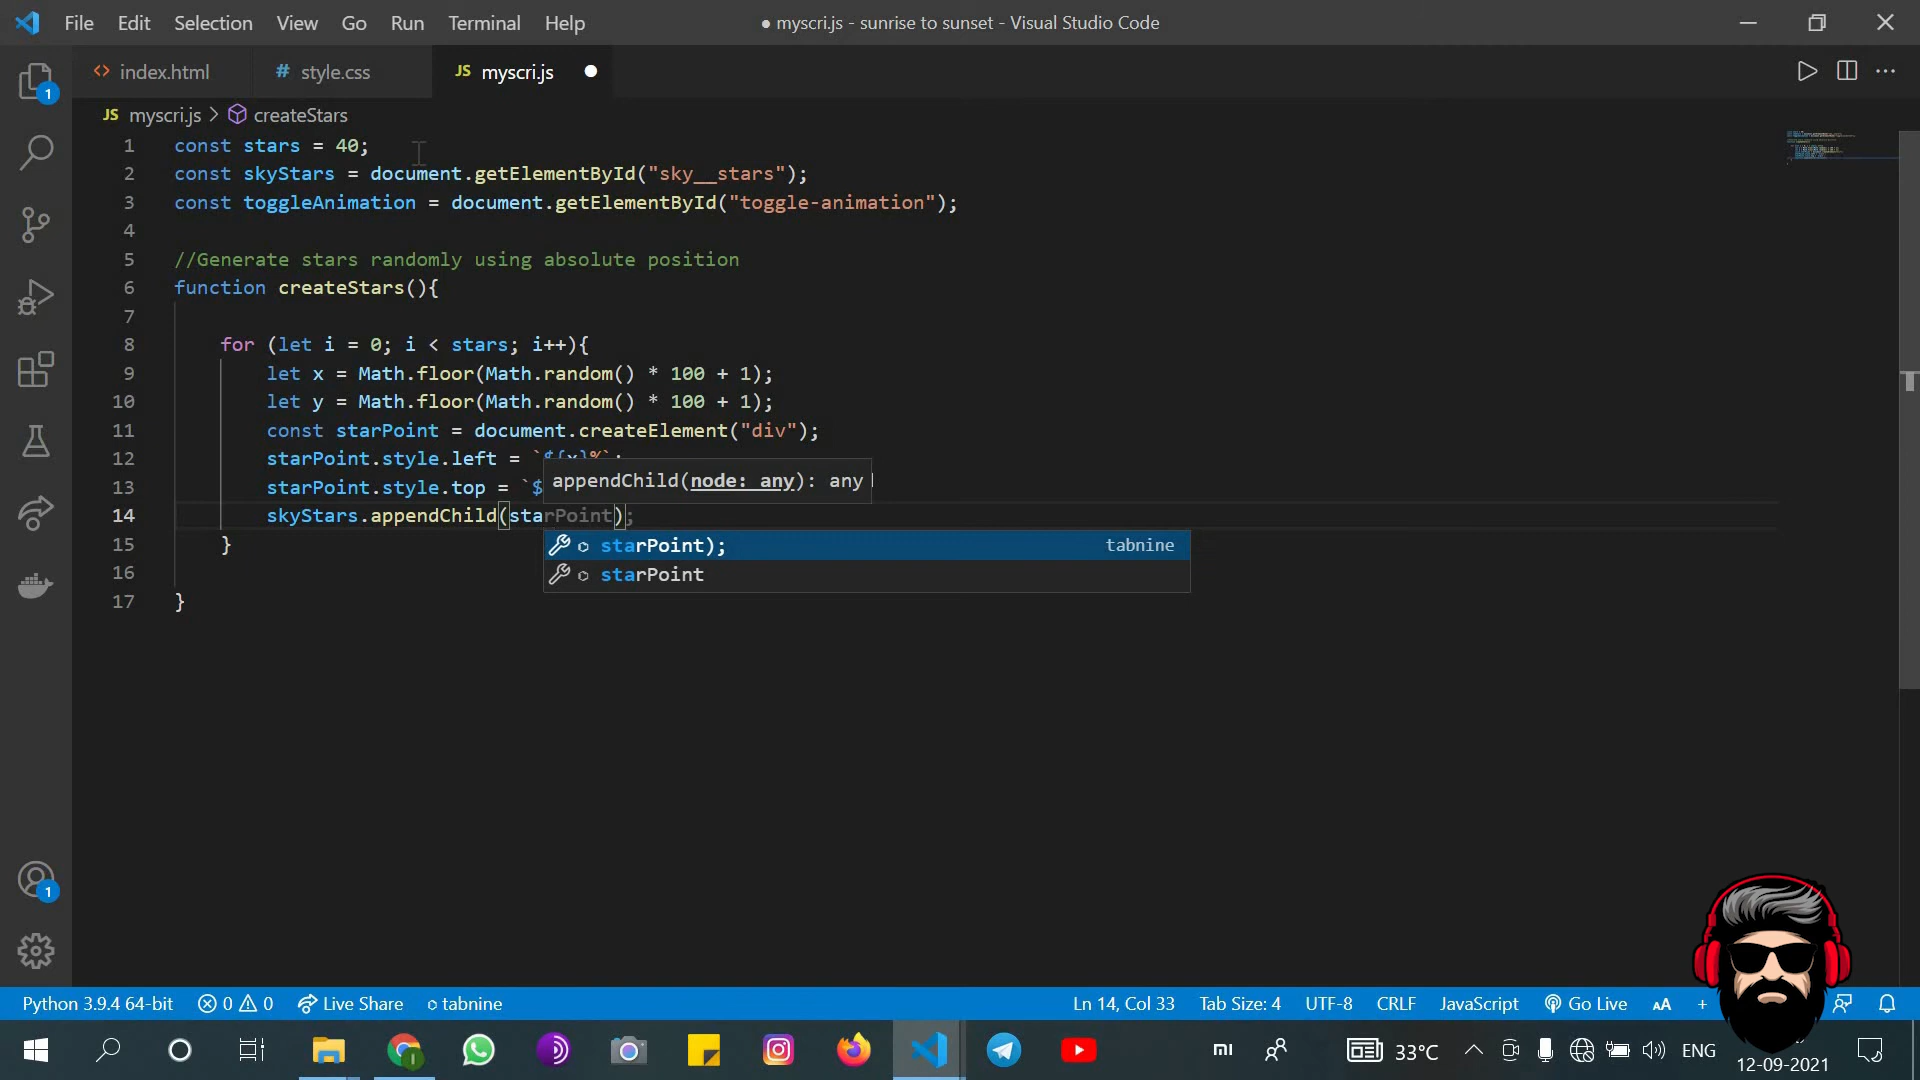 File Edit Selection View Go Run Terminal Help ● myscri.js - sunrise to sunset - Visual Studio Code
<> index.html # style.css JS myscri.js ●
1
JS myscri.js > createStars
1 const stars = 40;
2 const skyStars = document.getElementById("sky__stars");
3 const toggleAnimation = document.getElementById("toggle-animation");
4
5 //Generate stars randomly using absolute position
6 function createStars(){
7
8 for (let i = 0; i < stars; i++){
9 let x = Math.floor(Math.random() * 100 + 1);
10 let y = Math.floor(Math.random() * 100 + 1);
11 const starPoint = document.createElement("div");
12 starPoint.style.left = `${x}%`;
13 starPoint.style.top = `$
appendChild(node: any): any
14 skyStars.appendChild(starPoint);
15 }
starPoint); tabnine
16
starPoint
17 }
1
Python 3.9.4 64-bit 0 0 Live Share tabnine Ln 14, Col 33 Tab Size: 4 UTF-8 CRLF JavaScript Go Live AA +
mi 33°C ENG
12-09-2021